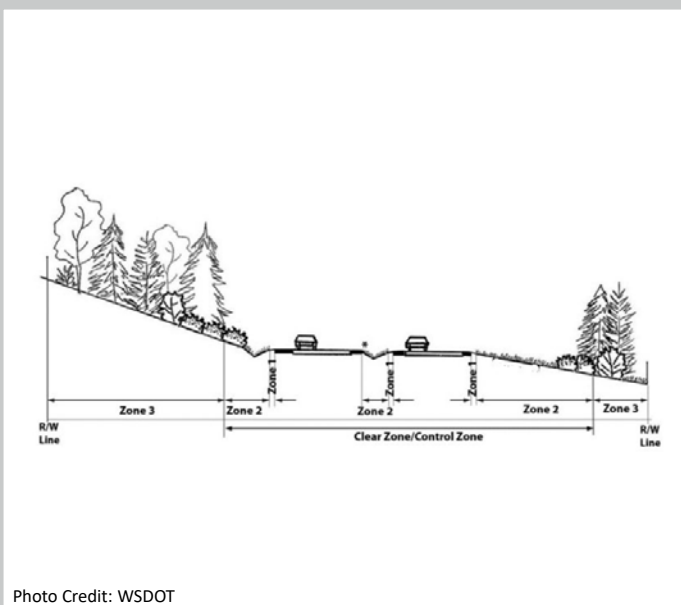 Zone 1
Zone 1
Zone 1
Zone 3
Zone 2
Zone 2
Zone 2
Zone 3
R/W
Line
Clear Zone/Control Zone
R/W
Line
*
Photo Credit: WSDOT